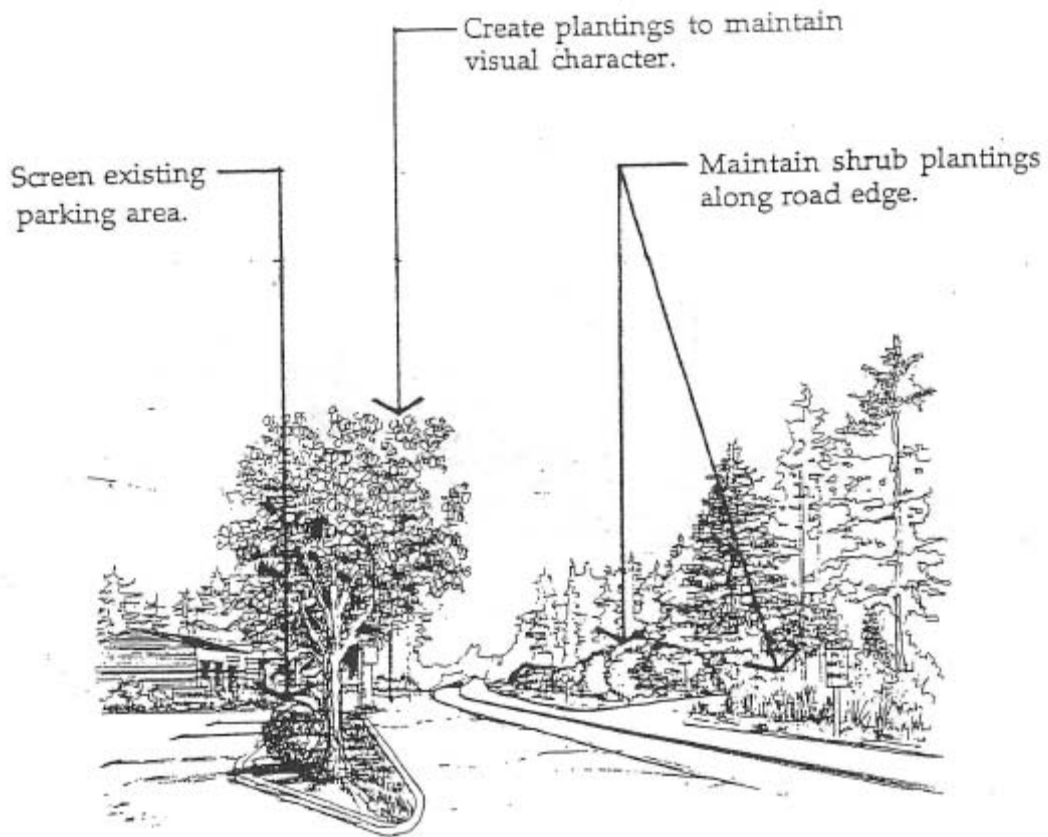 Create plantings to maintain
visual character.
Screen existing
parking area.
Maintain shrub plantings
along road edge.